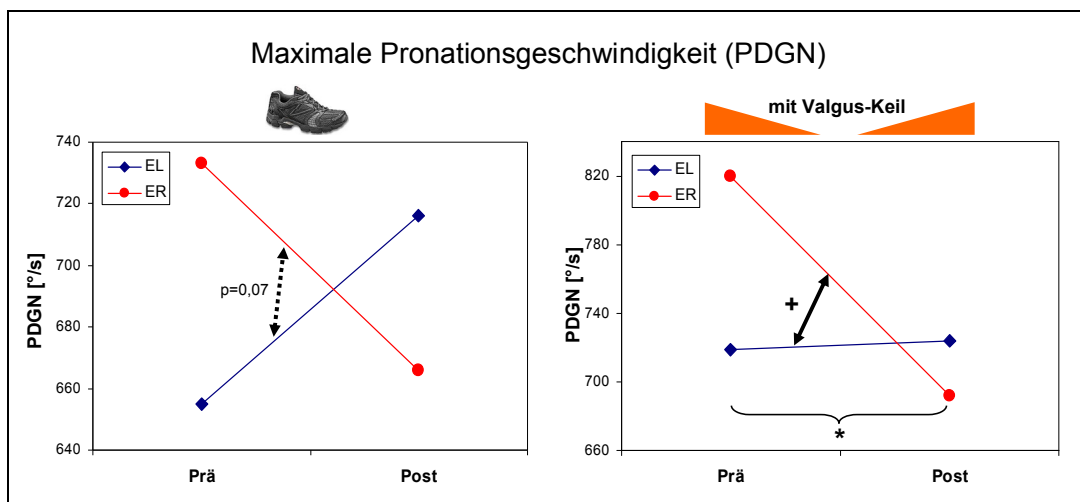 Maximale Pronationsgeschwindigkeit (PDGN)
740
720
700
680
660
640
PDGN [°/s]
EL
ER
p=0,07
Prä Post
mit Valgus-Keil
820
780
740
700
660
PDGN [°/s]
EL
ER
+
*
Prä Post